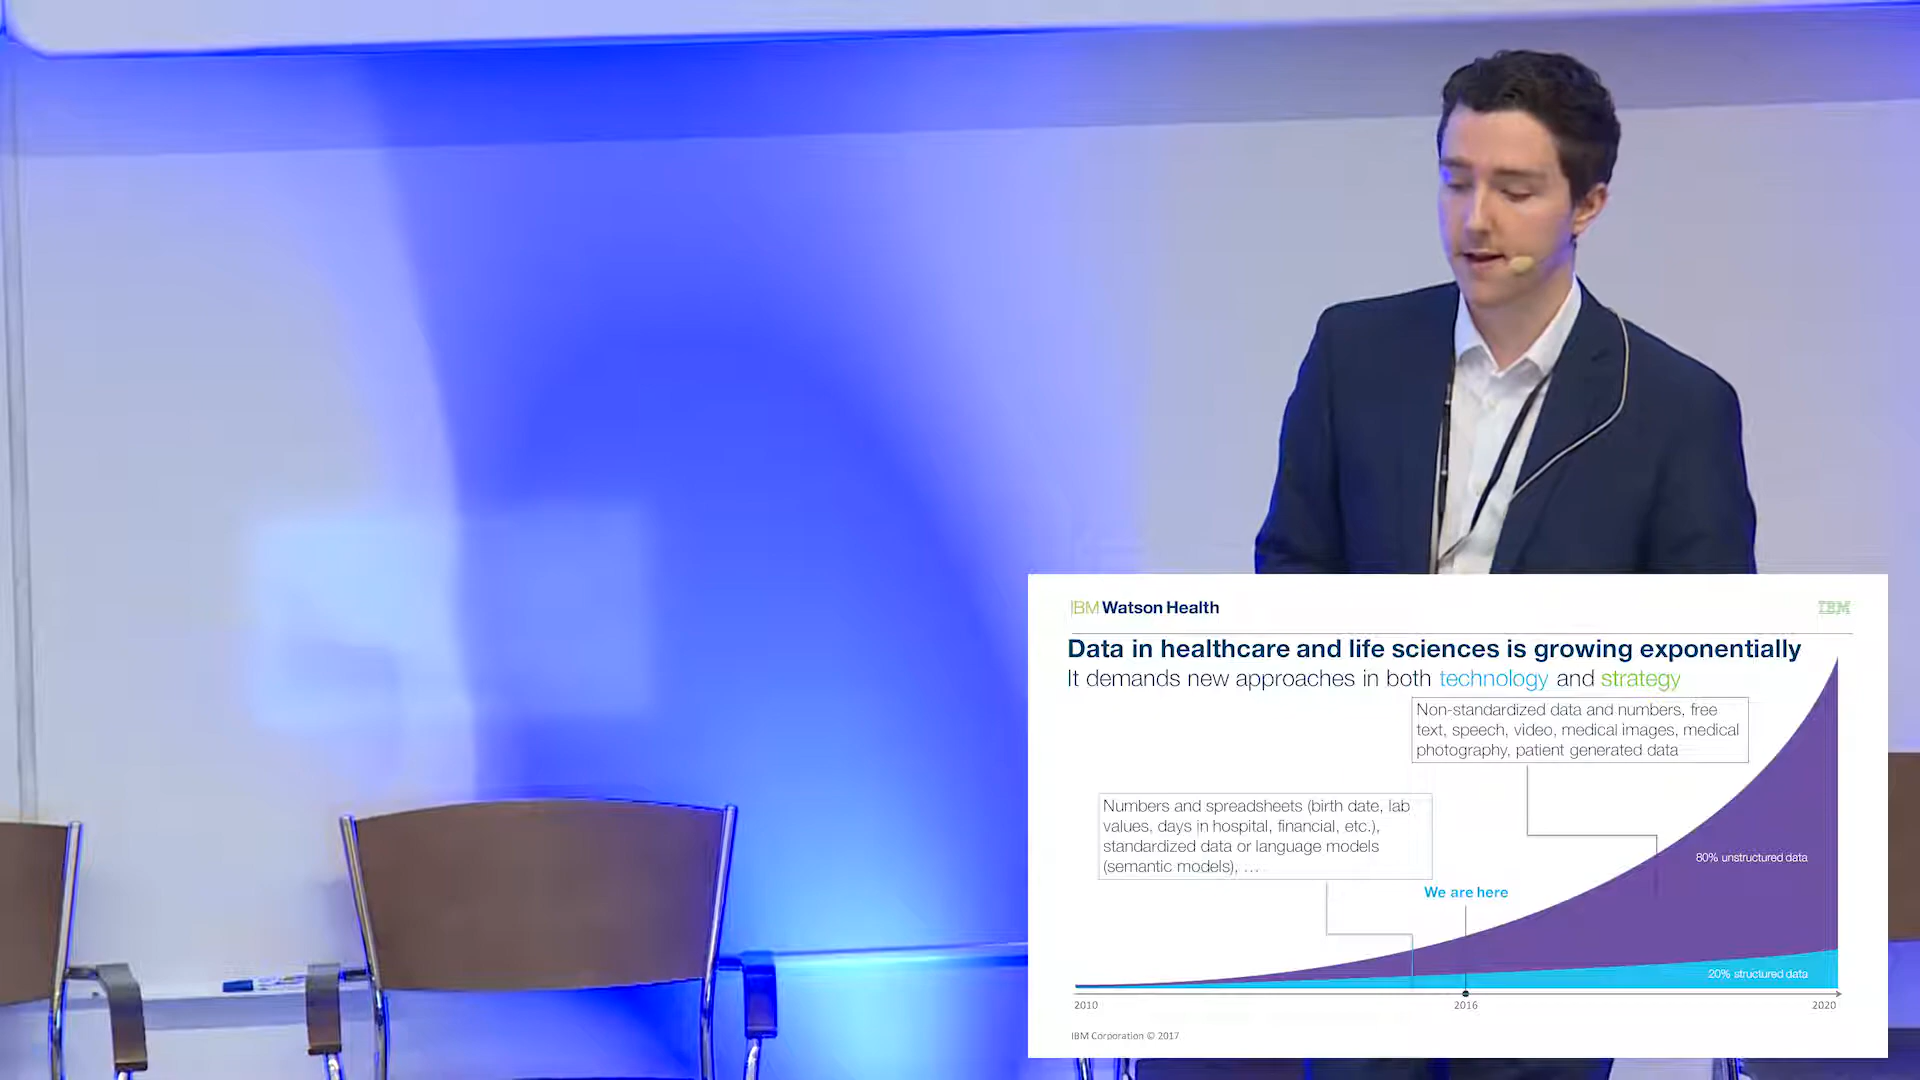 IBM Watson Health
IBM
Data in healthcare and life sciences is growing exponentially
It demands new approaches in both technology and strategy
Non-standardized data and numbers, free
text, speech, video, medical images, medical
photography, patient generated data
Numbers and spreadsheets (birth date, lab
values, days in hospital, financial, etc.),
standardized data or language models
(semantic models), …
80% unstructured data
We are here
20% structured data
2010
2016
2020
IBM Corporation © 2017